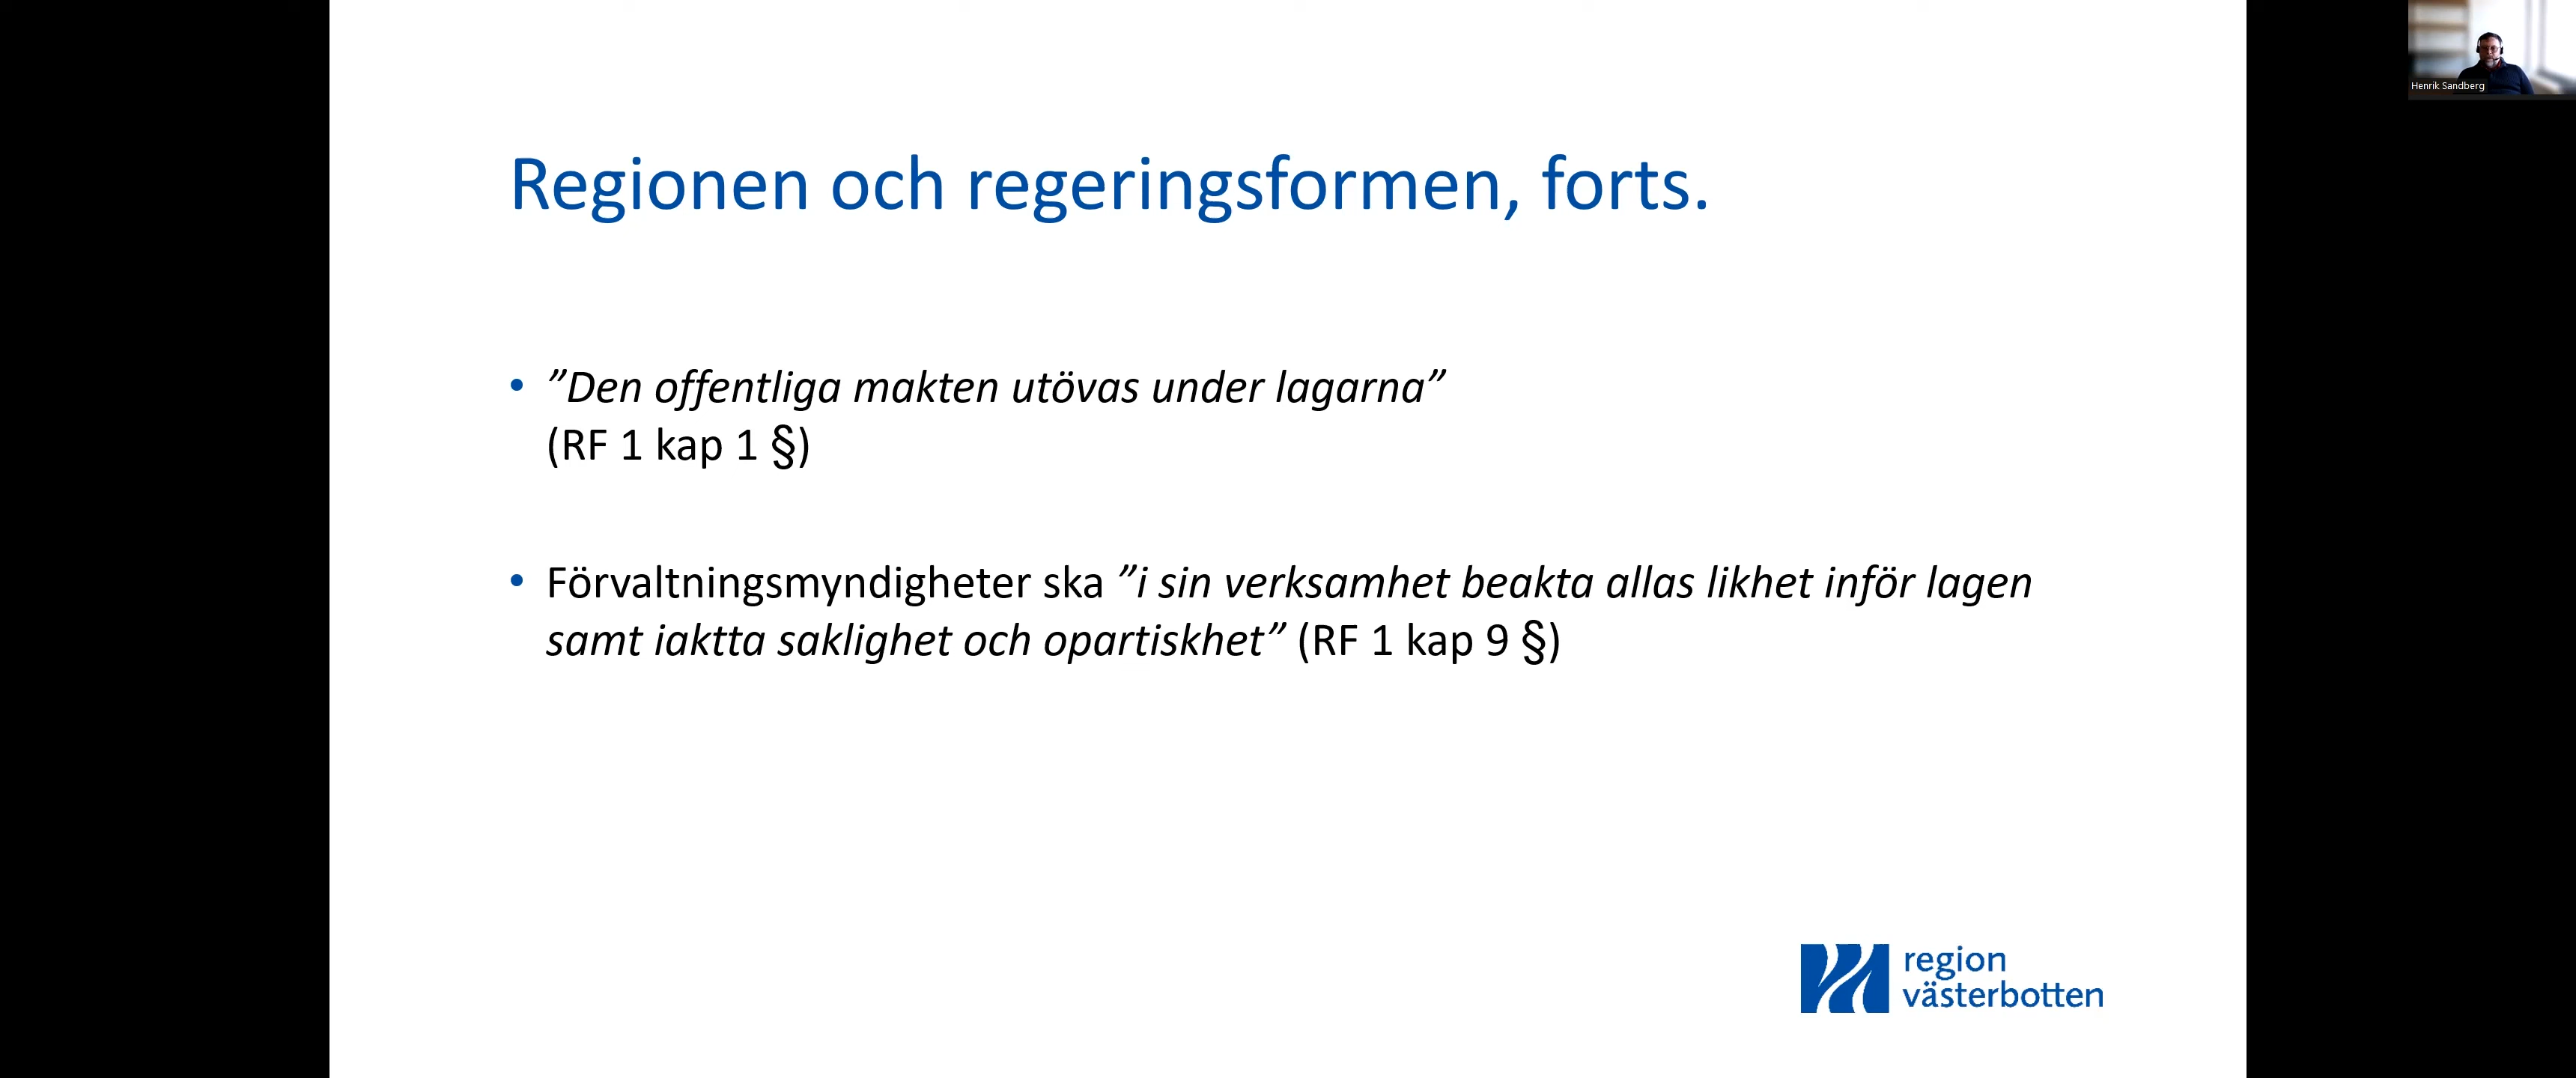 Henrik Sandberg
Regionen och regeringsformen, forts.
• ”Den offentliga makten utövas under lagarna”
(RF 1 kap 1 §)
• Förvaltningsmyndigheter ska ”i sin verksamhet beakta allas likhet inför lagen
samt iaktta saklighet och opartiskhet” (RF 1 kap 9 §)
region
västerbotten